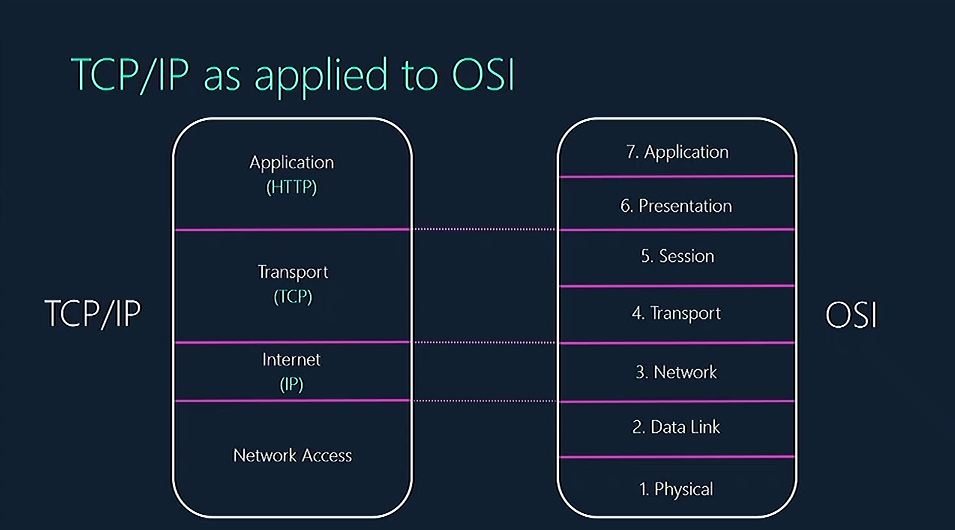 TCP/IP as applied to OSI
TCP/IP
Application
(HTTP)
Transport
(TCP)
Internet
(IP)
Network Access
7. Application
6. Presentation
5. Session
4. Transport
3. Network
2. Data Link
1. Physical
OSI